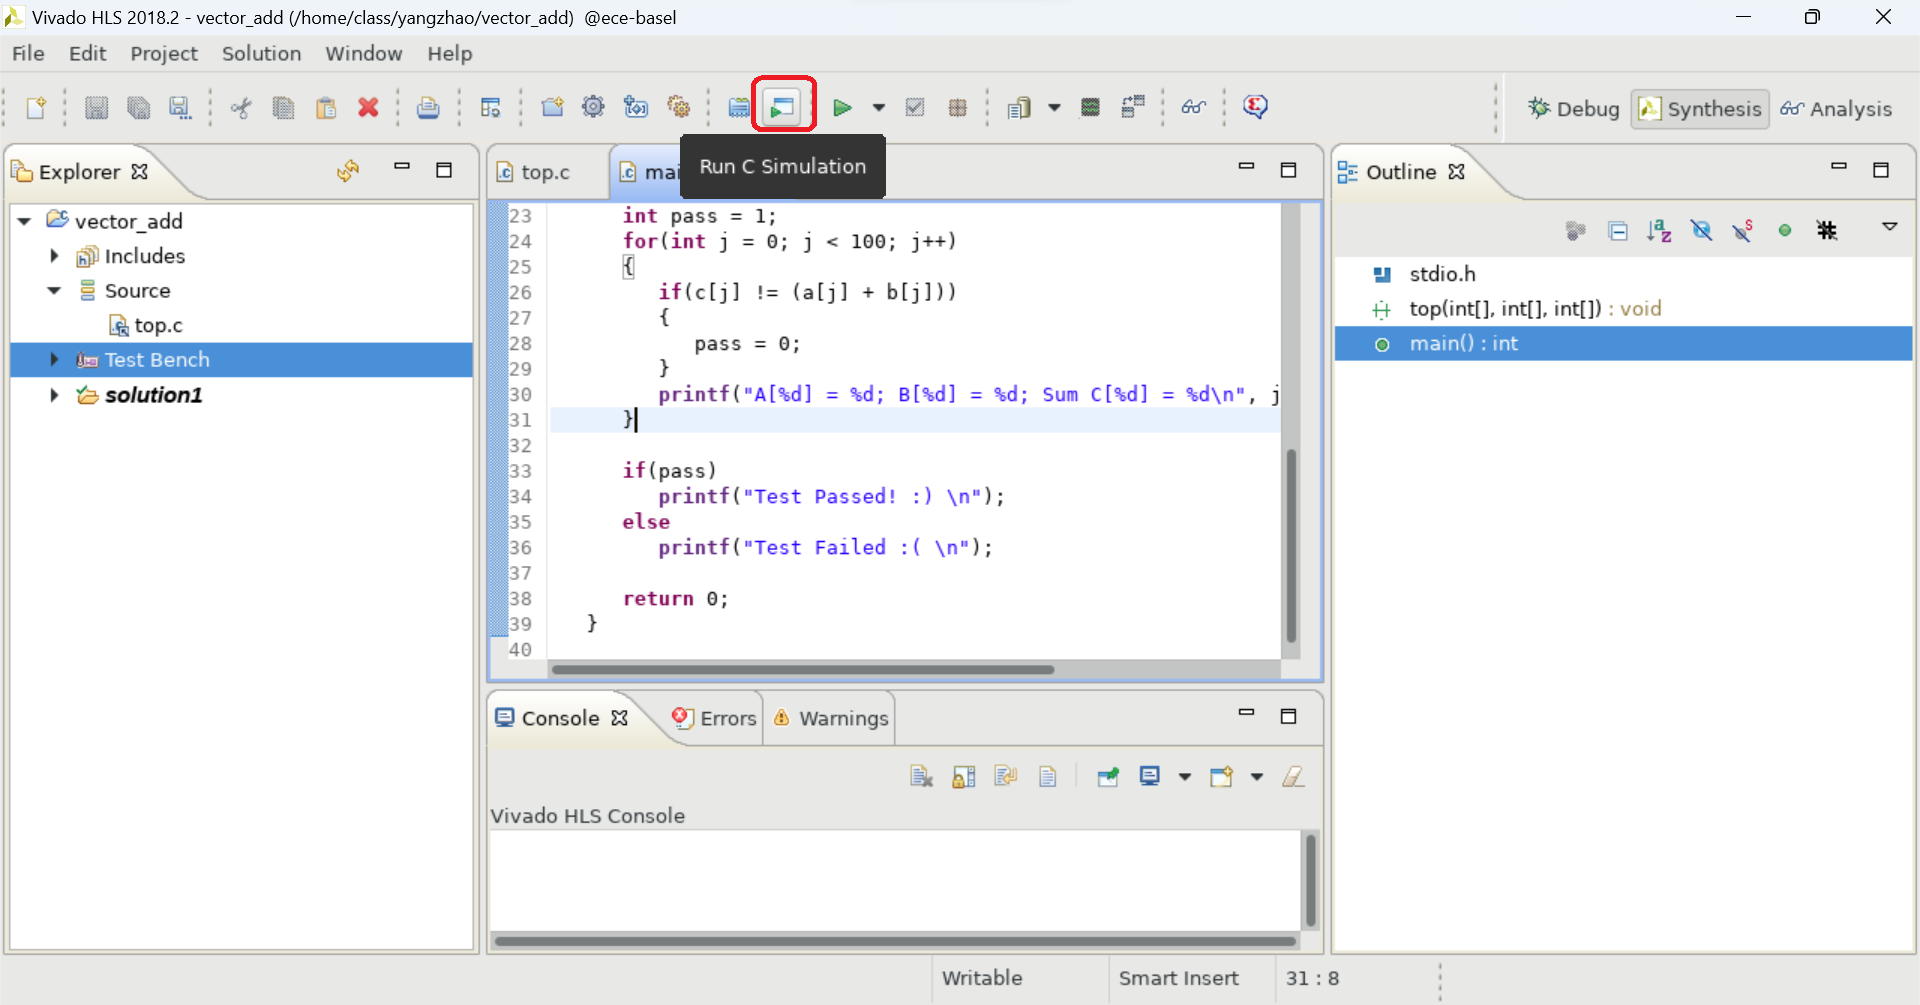 Vivado HLS 2018.2 - vector_add (/home/class/yangzhao/vector_add) @ece-basel
File Edit Project Solution Window Help
Debug Synthesis Analysis
Run C Simulation
Explorer
vector_add
Includes
Source
top.c
Test Bench
solution1
top.c mai
23 int pass = 1;
24 for(int j = 0; j < 100; j++)
25 {
26 if(c[j] != (a[j] + b[j]))
27 {
28 pass = 0;
29 }
30 printf("A[%d] = %d; B[%d] = %d; Sum C[%d] = %d\n", j
31 }
32
33 if(pass)
34 printf("Test Passed! :) \n");
35 else
36 printf("Test Failed :( \n");
37
38 return 0;
39 }
40
Console Errors Warnings
Vivado HLS Console
Outline
stdio.h
top(int[], int[], int[]) : void
main() : int
Writable Smart Insert 31 : 8